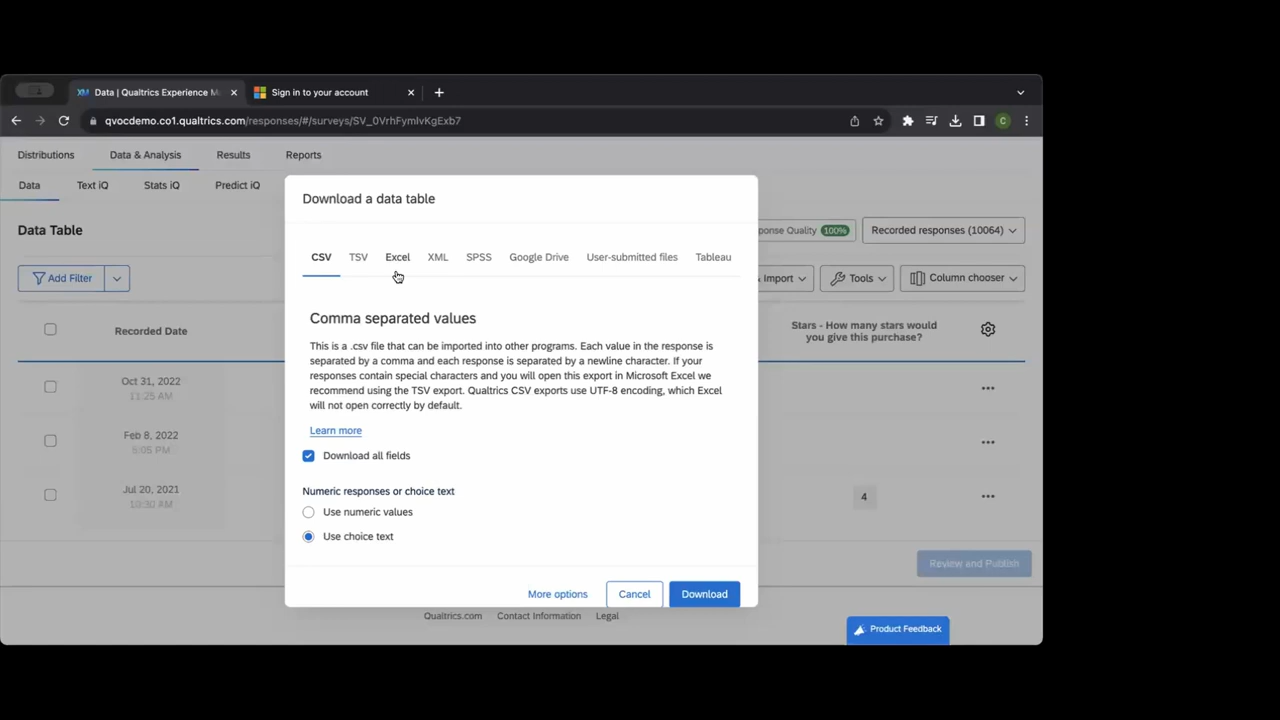 Data | Qualtrics Experience M
Sign in to your account
qvocdemo.co1.qualtrics.com/responses/#/surveys/SV_0VrhFymIvKgExb7
C
Distributions
Data & Analysis
Results
Reports
Data
Text iQ
Stats iQ
Predict iQ
Download a data table
Data Table
ponse Quality 100%
Recorded responses (10064)
CSV
TSV
Excel
XML
SPSS
Google Drive
User-submitted files
Tableau
Add Filter
& Import
Tools
Column chooser
Comma separated values
Recorded Date
Stars - How many stars would
you give this purchase?
This is a .csv file that can be imported into other programs. Each value in the response is
separated by a comma and each response is separated by a newline character. If your
responses contain special characters and you will open this export in Microsoft Excel we
recommend using the TSV export. Qualtrics CSV exports use UTF-8 encoding, which Excel
will not open correctly by default.
Oct 31, 2022
11:25 AM
Learn more
Feb 8, 2022
5:05 PM
Download all fields
Numeric responses or choice text
Jul 20, 2021
10:30 AM
4
Use numeric values
Use choice text
Review and Publish
More options
Cancel
Download
Qualtrics.com
Contact Information
Legal
Product Feedback